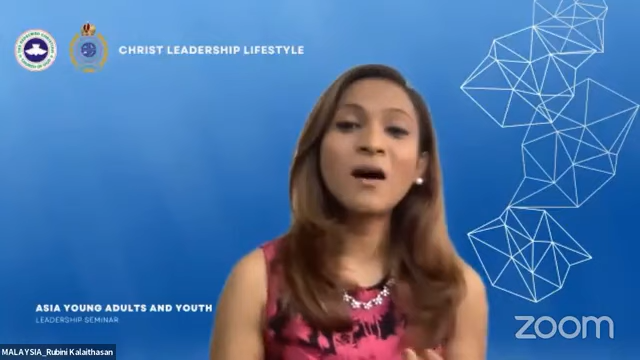 CHRIST LEADERSHIP LIFESTYLE
ASIA YOUNG ADULTS AND YOUTH
LEADERSHIP SEMINAR
MALAYSIA_Rubini Kalaithasan
zoom